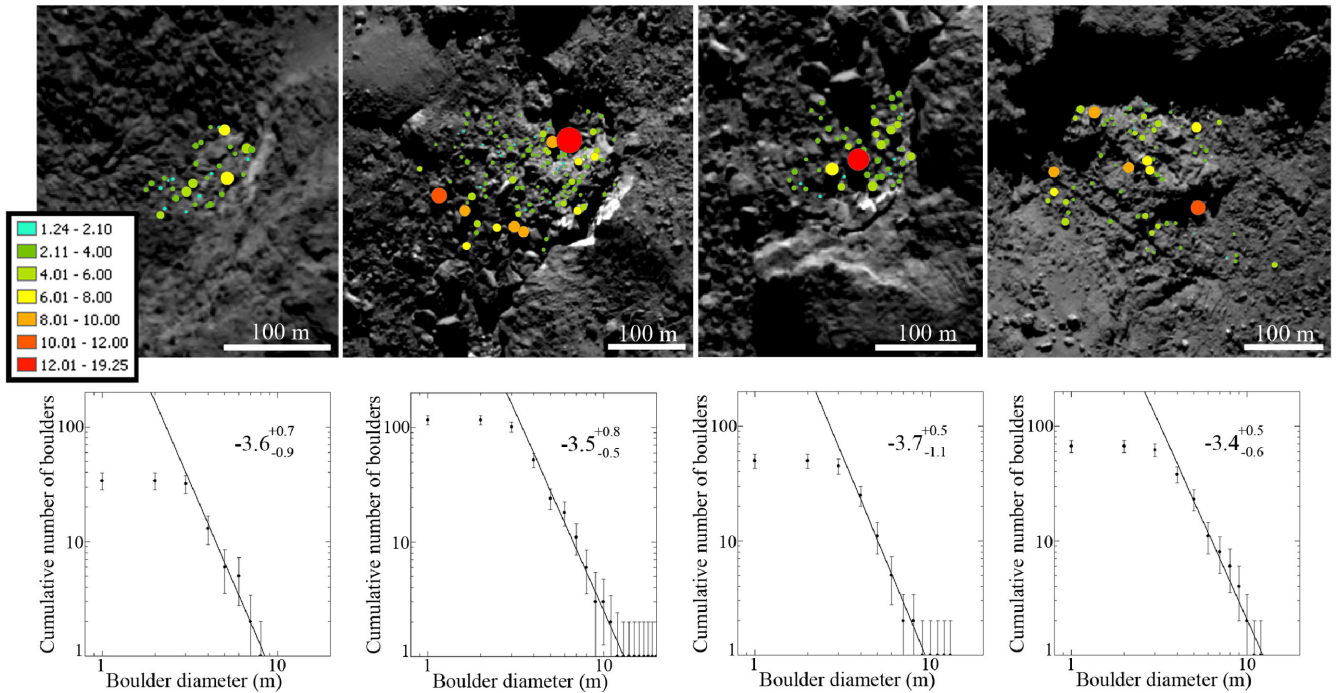 1.24 - 2.10
2.11 - 4.00
4.01 - 6.00
6.01 - 8.00
8.01 - 10.00
10.01 - 12.00
12.01 - 19.25
100 m
100 m
100 m
100 m
Cumulative number of boulders
100
10
1
-3.6 +0.7 -0.9
1 10
Boulder diameter (m)
Cumulative number of boulders
100
10
1
-3.5 +0.8 -0.5
1 10
Boulder diameter (m)
Cumulative number of boulders
100
10
1
-3.7 +0.5 -1.1
1 10
Boulder diameter (m)
Cumulative number of boulders
100
10
1
-3.4 +0.5 -0.6
1 10
Boulder diameter (m)